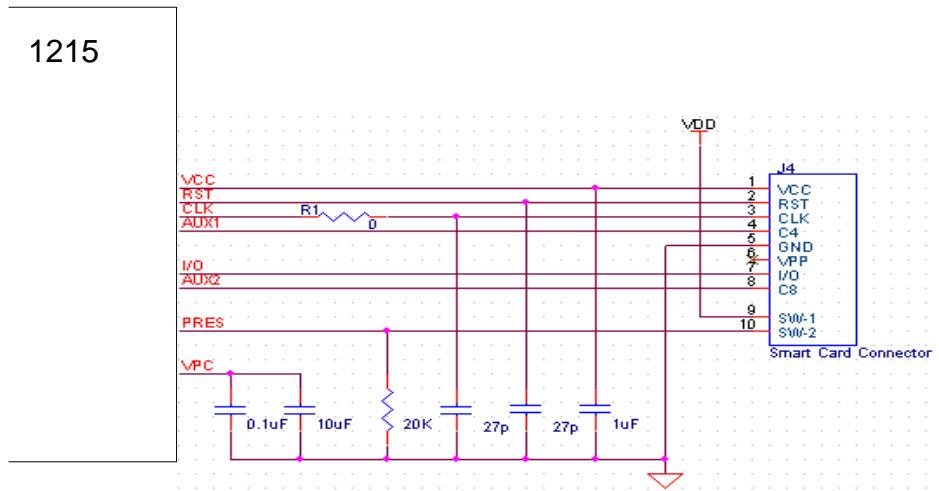 1215
VDD
J4
VCC 1 VCC
RST 2 RST
CLK R1 0 3 CLK
AUX1 4 C4
5 GND
6 VPP
I/O 7 I/O
AUX2 8 C8
9 SW-1
PRES 10 SW-2
Smart Card Connector
VPC
0.1uF 10uF 20K 27p 27p 1uF